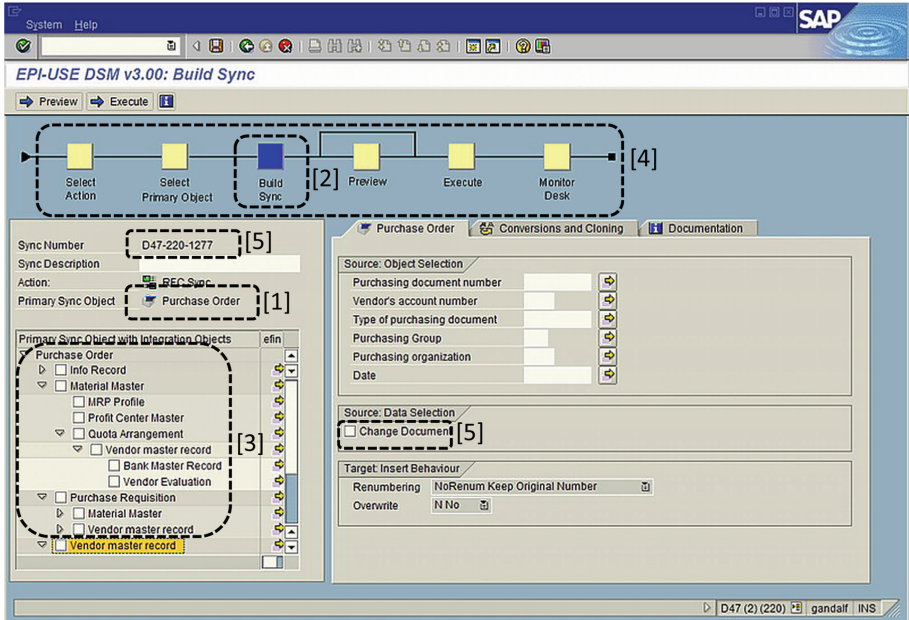 System Help
SAP
EPI-USE DSM v3.00: Build Sync
Preview Execute
Select Action
Select Primary Object
Build Sync
[2]
Preview
Execute
Monitor Desk
[4]
Sync Number D47-220-1277 [5]
Sync Description
Action: REC Sync
Primary Sync Object Purchase Order [1]
Primary Sync Object with Integration Objects efin
Purchase Order
Info Record
Material Master
MRP Profile
Profit Center Master
Quota Arrangement
Vendor master record [3]
Bank Master Record
Vendor Evaluation
Purchase Requisition
Material Master
Vendor master record
Vendor master record
Purchase Order Conversions and Cloning Documentation
Source: Object Selection
Purchasing document number
Vendor's account number
Type of purchasing document
Purchasing Group
Purchasing organization
Date
Source: Data Selection
Change Document [5]
Target: Insert Behaviour
Renumbering NoRenum Keep Original Number
Overwrite N No
D47 (2) (220) gandalf INS